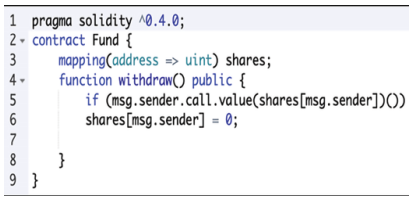 1 pragma solidity ^0.4.0;
2 contract Fund {
3 mapping(address => uint) shares;
4 function withdraw() public {
5 if (msg.sender.call.value(shares[msg.sender])())
6 shares[msg.sender] = 0;
7
8 }
9 }